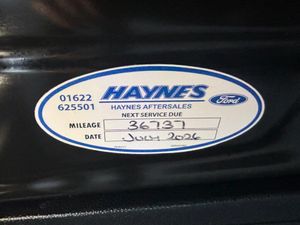 01622
625501
HAYNES
Ford
HAYNES AFTERSALES
NEXT SERVICE DUE
MILEAGE 36737
DATE July 2026